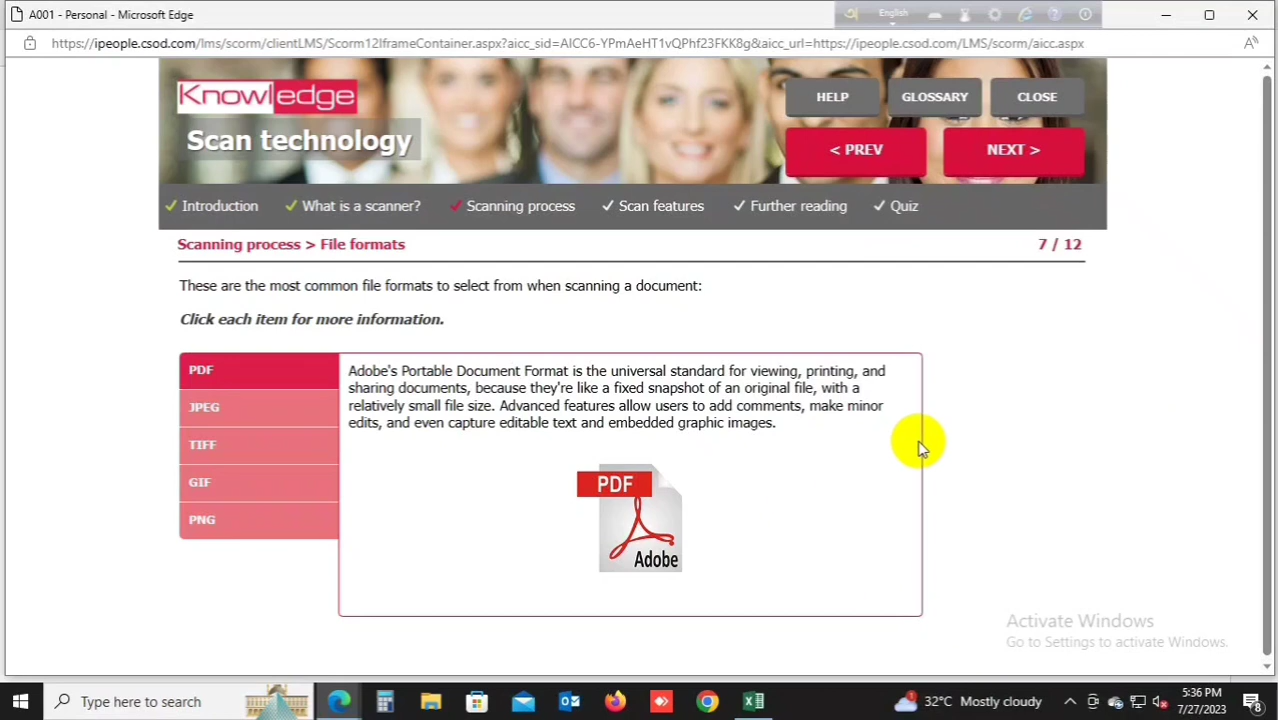 A001 - Personal - Microsoft Edge
English
https://ipeople.csod.com/lms/scorm/clientLMS/Scorm12IframeContainer.aspx?aicc_sid=AICC6-YPmAeHT1vQPhf23FKK8g&aicc_url=https://ipeople.csod.com/LMS/scorm/aicc.aspx
Knowledge
Scan technology
HELP
GLOSSARY
CLOSE
< PREV
NEXT >
Introduction
What is a scanner?
Scanning process
Scan features
Further reading
Quiz
Scanning process > File formats
7 / 12
These are the most common file formats to select from when scanning a document:
Click each item for more information.
PDF
JPEG
TIFF
GIF
PNG
Adobe's Portable Document Format is the universal standard for viewing, printing, and
sharing documents, because they're like a fixed snapshot of an original file, with a
relatively small file size. Advanced features allow users to add comments, make minor
edits, and even capture editable text and embedded graphic images.
PDF
Adobe
Activate Windows
Go to Settings to activate Windows.
Type here to search
32°C Mostly cloudy
5:36 PM
7/27/2023
8